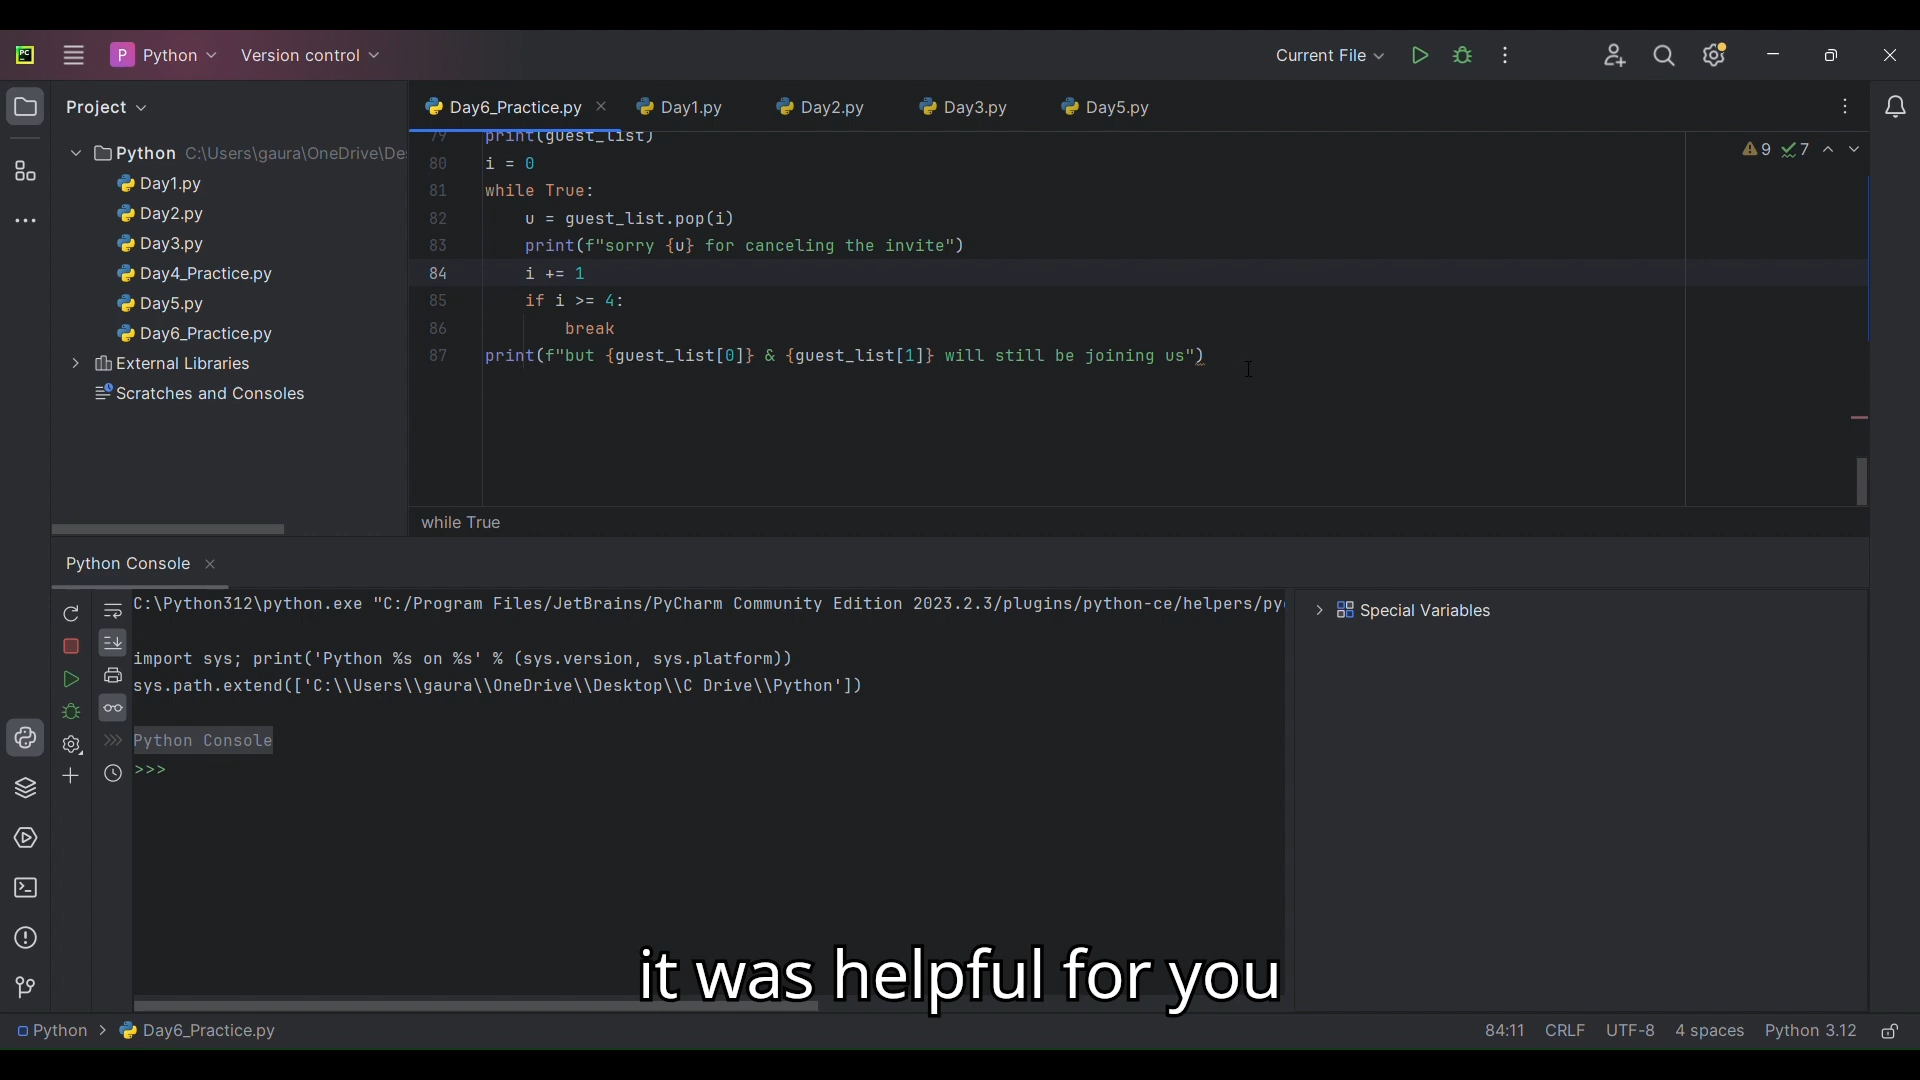 PC
P Python Version control Current File
Project
Day6_Practice.py Day1.py Day2.py Day3.py Day5.py
9 7
Python C:\Users\gaura\OneDrive\De
Day1.py
Day2.py
Day3.py
Day4_Practice.py
Day5.py
Day6_Practice.py
External Libraries
Scratches and Consoles
79 print(guest_list)
80 i = 0
81 while True:
82 u = guest_list.pop(i)
83 print(f"sorry {u} for canceling the invite")
84 i += 1
85 if i >= 4:
86 break
87 print(f"but {guest_list[0]} & {guest_list[1]} will still be joining us")
while True
Python Console
C:\Python312\python.exe "C:/Program Files/JetBrains/PyCharm Community Edition 2023.2.3/plugins/python-ce/helpers/py
import sys; print('Python %s on %s' % (sys.version, sys.platform))
sys.path.extend(['C:\\Users\\gaura\\OneDrive\\Desktop\\C Drive\\Python'])
Python Console
>>>
Special Variables
it was helpful for you
Python > Day6_Practice.py
84:11 CRLF UTF-8 4 spaces Python 3.12